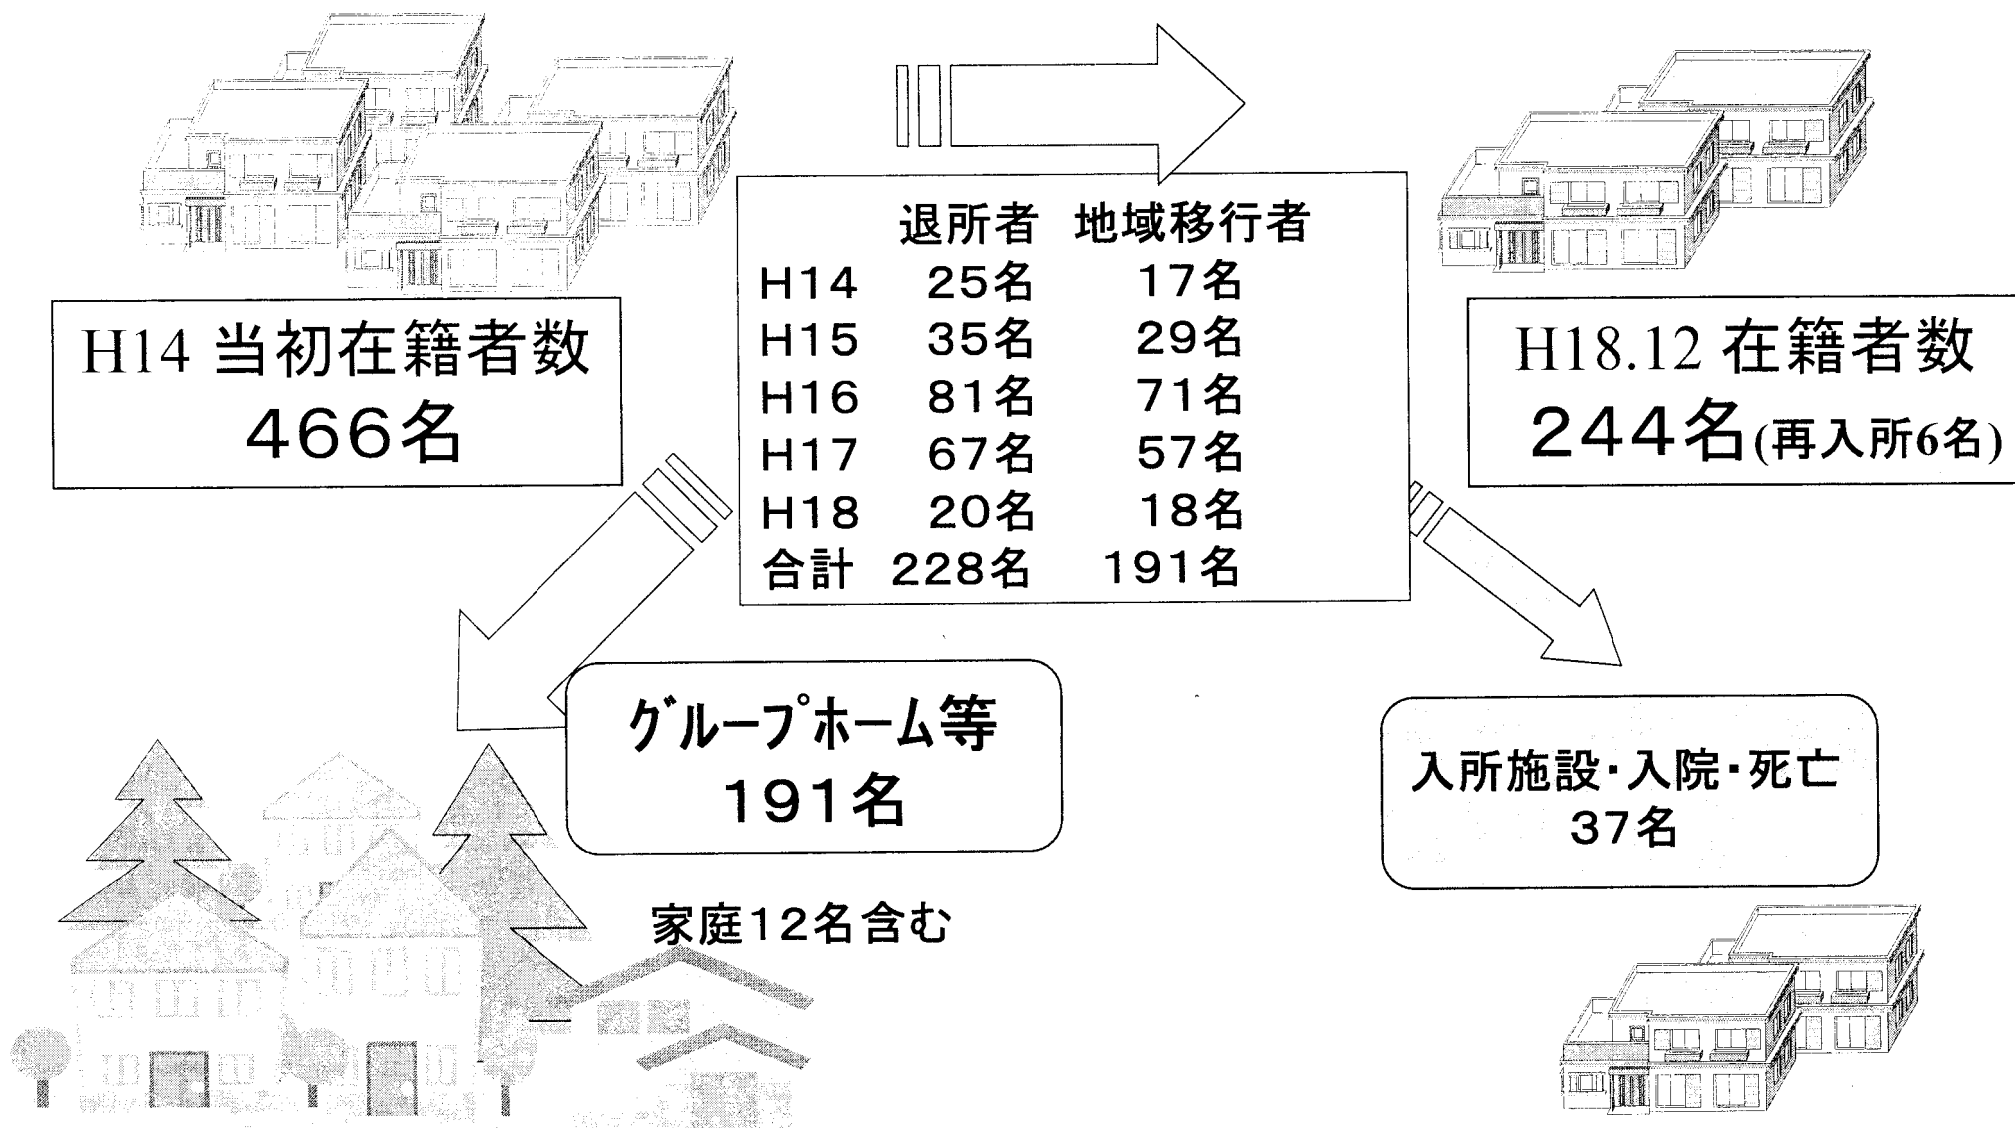 退所者 地域移行者
H14 25名 17名
H15 35名 29名
H16 81名 71名
H17 67名 57名
H18 20名 18名
合計 228名 191名
H14 当初在籍者数
466名
H18.12 在籍者数
244名(再入所6名)
グループホーム等
191名
家庭12名含む
入所施設・入院・死亡
37名